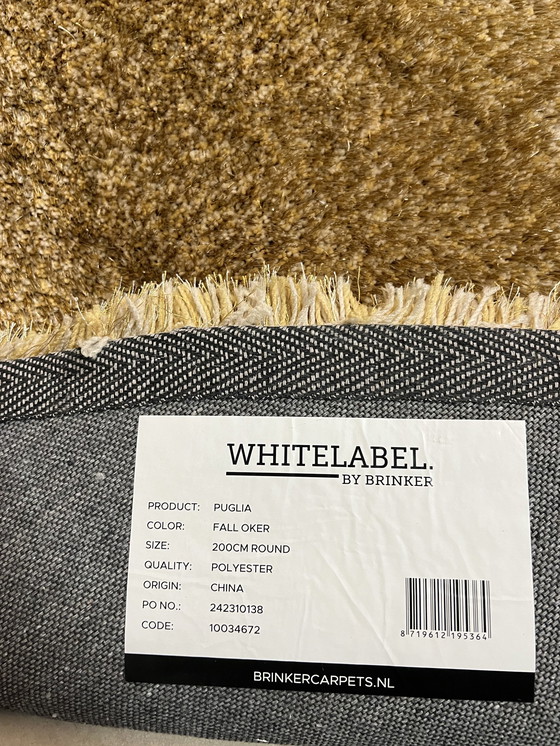 WHITELABEL.
BY BRINKER
PRODUCT: PUGLIA
COLOR: FALL OKER
SIZE: 200CM ROUND
QUALITY: POLYESTER
ORIGIN: CHINA
PO NO.: 242310138
CODE: 10034672
8 719612 195364
BRINKERCARPETS.NL